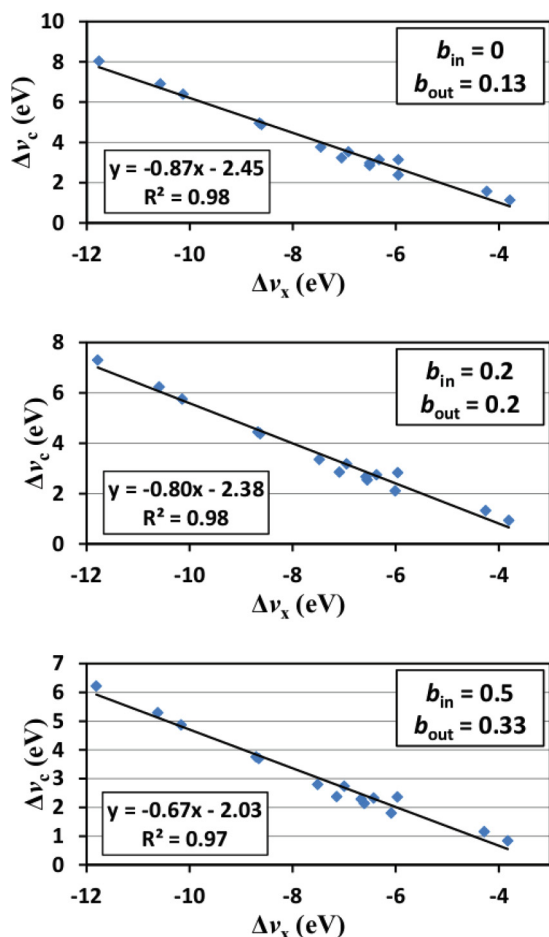 10
8
6
4
2
0
Δvc (eV)
bin = 0
bout = 0.13
y = -0.87x - 2.45
R² = 0.98
-12 -10 -8 -6 -4
Δvx (eV)
8
6
4
2
0
Δvc (eV)
bin = 0.2
bout = 0.2
y = -0.80x - 2.38
R² = 0.98
-12 -10 -8 -6 -4
Δvx (eV)
7
6
5
4
3
2
1
0
Δvc (eV)
bin = 0.5
bout = 0.33
y = -0.67x - 2.03
R² = 0.97
-12 -10 -8 -6 -4
Δvx (eV)